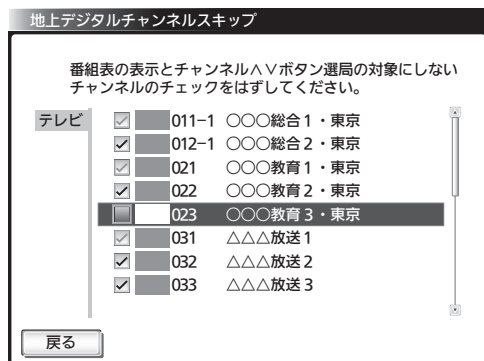 地上デジタルチャンネルスキップ
番組表の表示とチャンネル∧∨ボタン選局の対象にしない
チャンネルのチェックをはずしてください。
テレビ
011-1 ○○○総合1・東京
012-1 ○○○総合2・東京
021 ○○○教育1・東京
022 ○○○教育2・東京
023 ○○○教育3・東京
031 △△△放送1
032 △△△放送2
033 △△△放送3
戻る